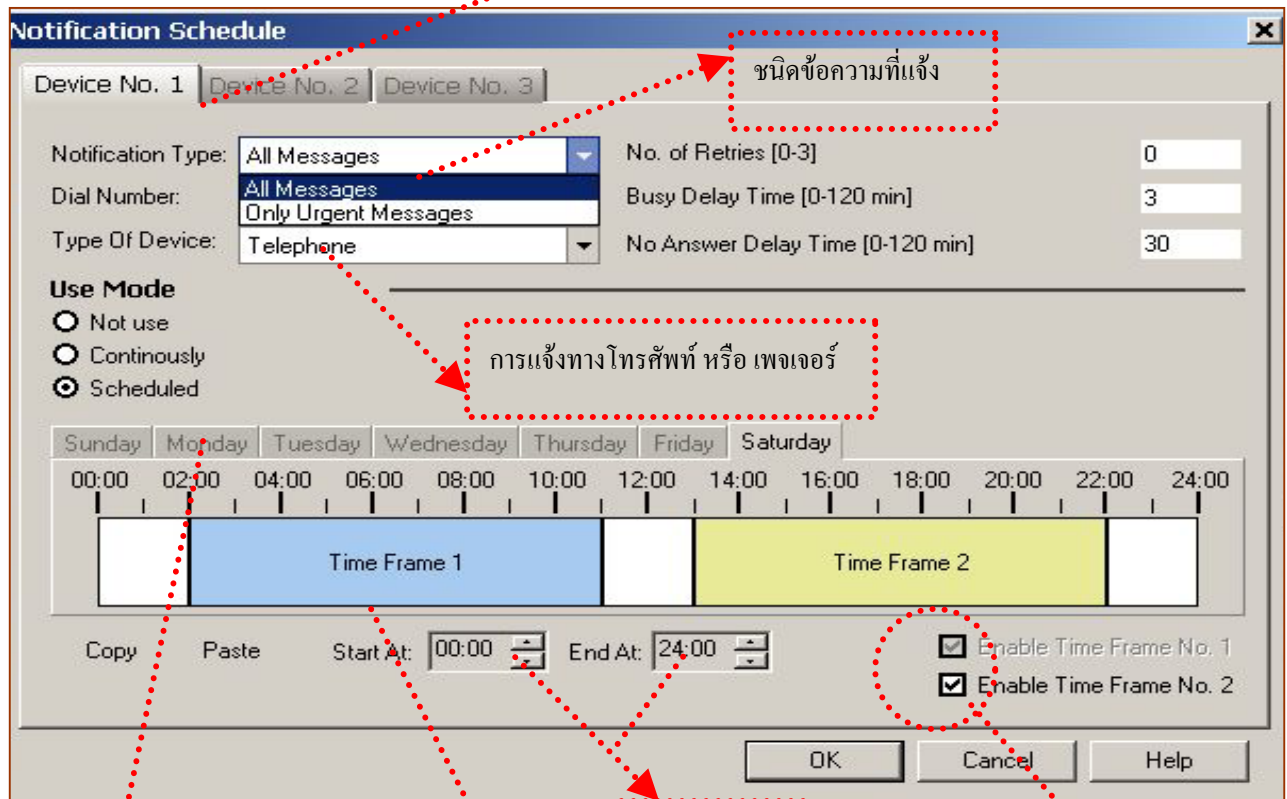 Notification Schedule
ชนิดข้อความที่แจ้ง
Device No. 1 Device No. 2 Device No. 3
Notification Type: All Messages No. of Retries [0-3] 0
Dial Number: All Messages Busy Delay Time [0-120 min] 3
Only Urgent Messages
Type Of Device: Telephone No Answer Delay Time [0-120 min] 30
Use Mode
Not use
Continously
Scheduled
การแจ้งทางโทรศัพท์ หรือ เพจเจอร์
Sunday Monday Tuesday Wednesday Thursday Friday Saturday
00:00 02:00 04:00 06:00 08:00 10:00 12:00 14:00 16:00 18:00 20:00 22:00 24:00
Time Frame 1 Time Frame 2
Copy Paste Start At: 00:00 End At: 24:00 Enable Time Frame No. 1
Enable Time Frame No. 2
OK Cancel Help